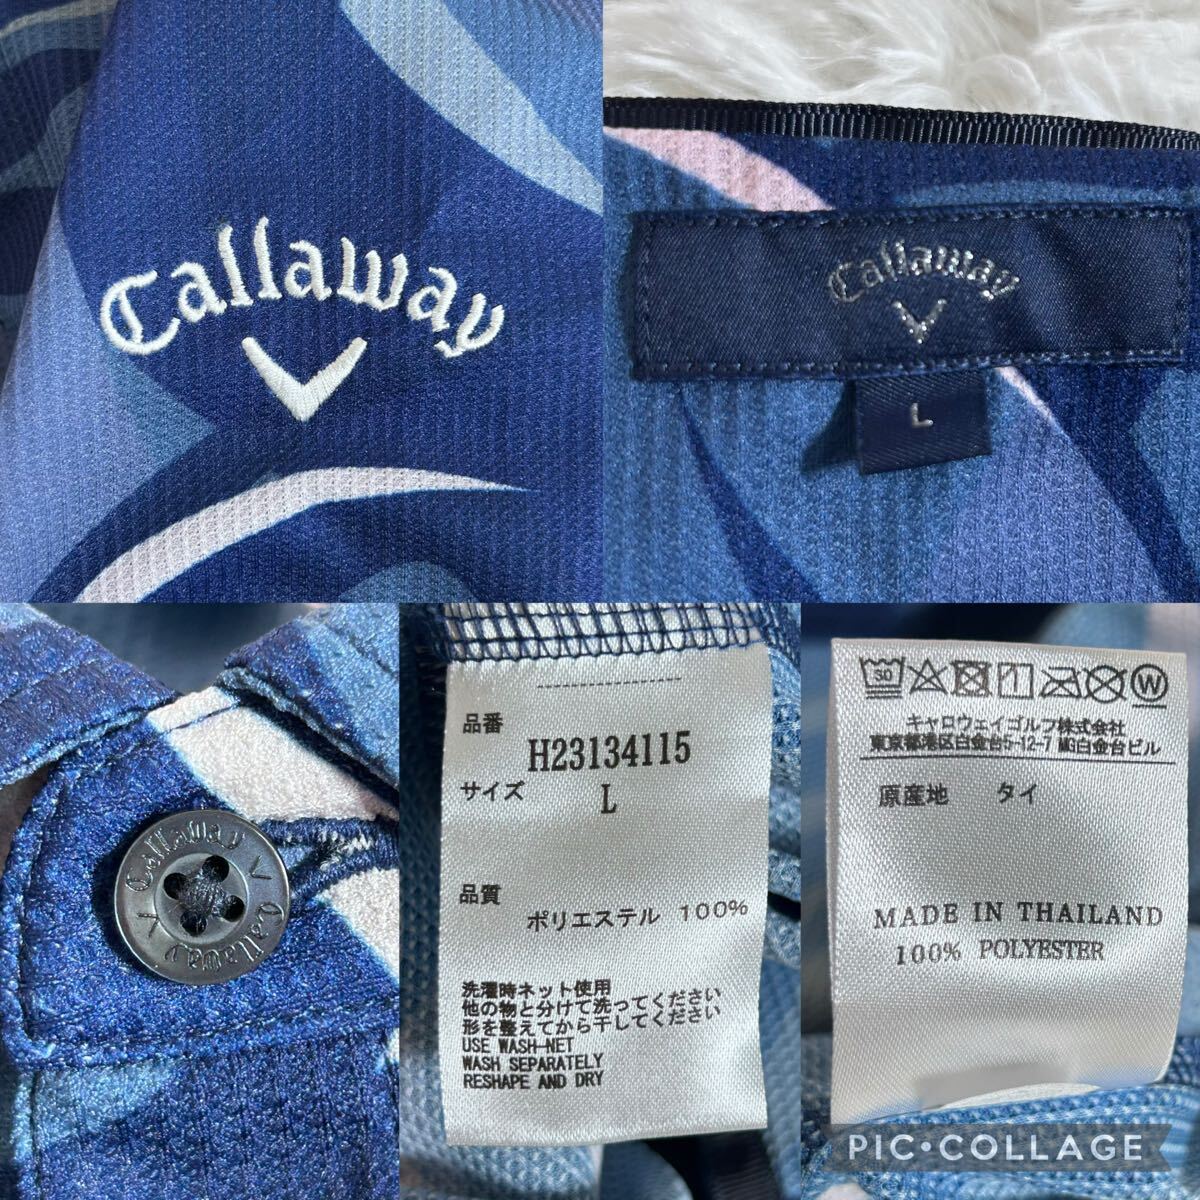 Callaway
Callaway
L
Callaway
Callaway
品番
H23134115
サイズ
L
品質
ポリエステル 100%
洗濯時ネット使用
他の物と分けて洗ってください
形を整えてから干してください
USE WASH-NET
WASH SEPARATELY
RESHAPE AND DRY
30
W
キャロウェイゴルフ株式会社
東京都港区白金台5-12-7 MG白金台ビル
原産地 タイ
MADE IN THAILAND
100% POLYESTER
PIC•COLLAGE